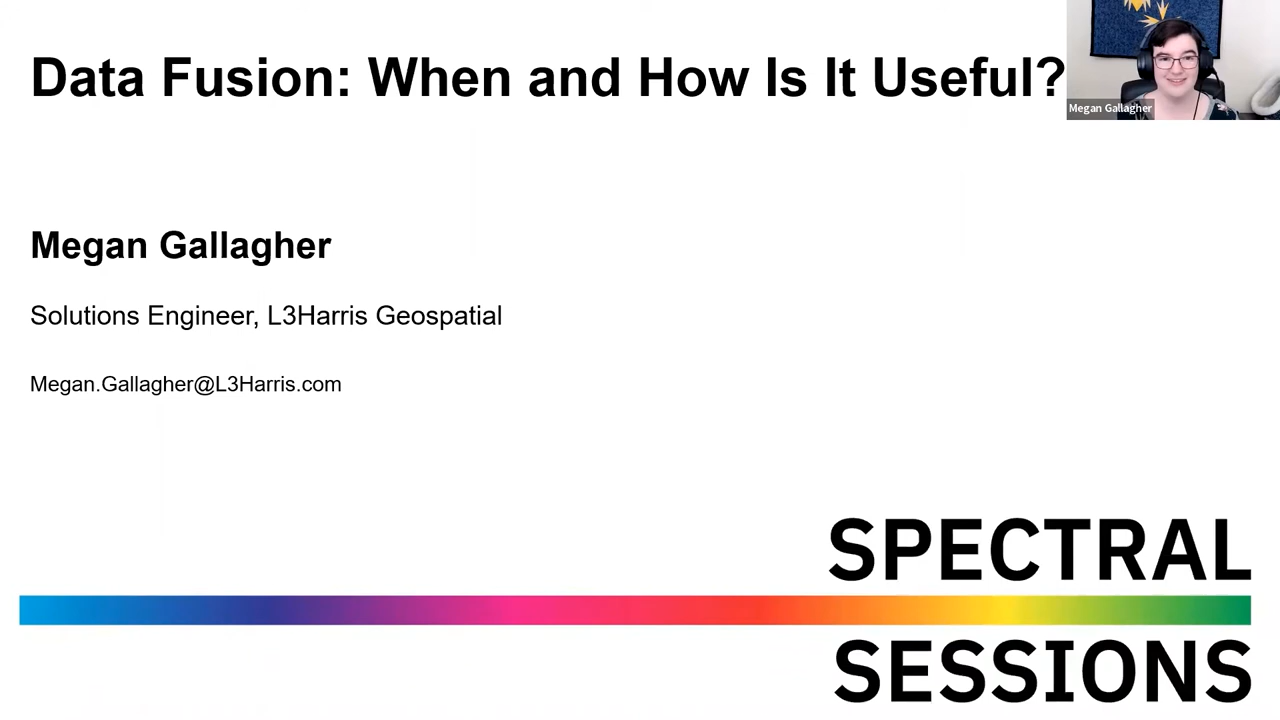 Data Fusion: When and How Is It Useful?
Megan Gallagher
Megan Gallagher
Solutions Engineer, L3Harris Geospatial
Megan.Gallagher@L3Harris.com
SPECTRAL
SESSIONS